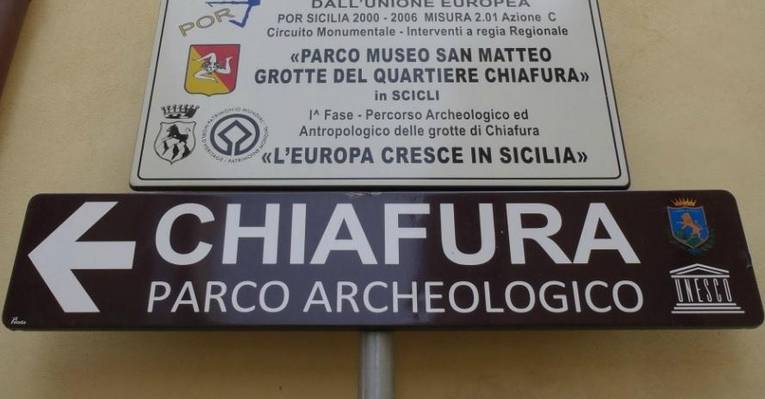 DALL'UNIONE EUROPEA
POR
POR SICILIA 2000 - 2006 MISURA 2.01 Azione C
Circuito Monumentale - Interventi a regia Regionale
«PARCO MUSEO SAN MATTEO
GROTTE DEL QUARTIERE CHIAFURA»
in SCICLI
Iª Fase - Percorso Archeologico ed
Antropologico delle grotte di Chiafura
«L'EUROPA CRESCE IN SICILIA»
CHIAFURA
PARCO ARCHEOLOGICO
UNESCO